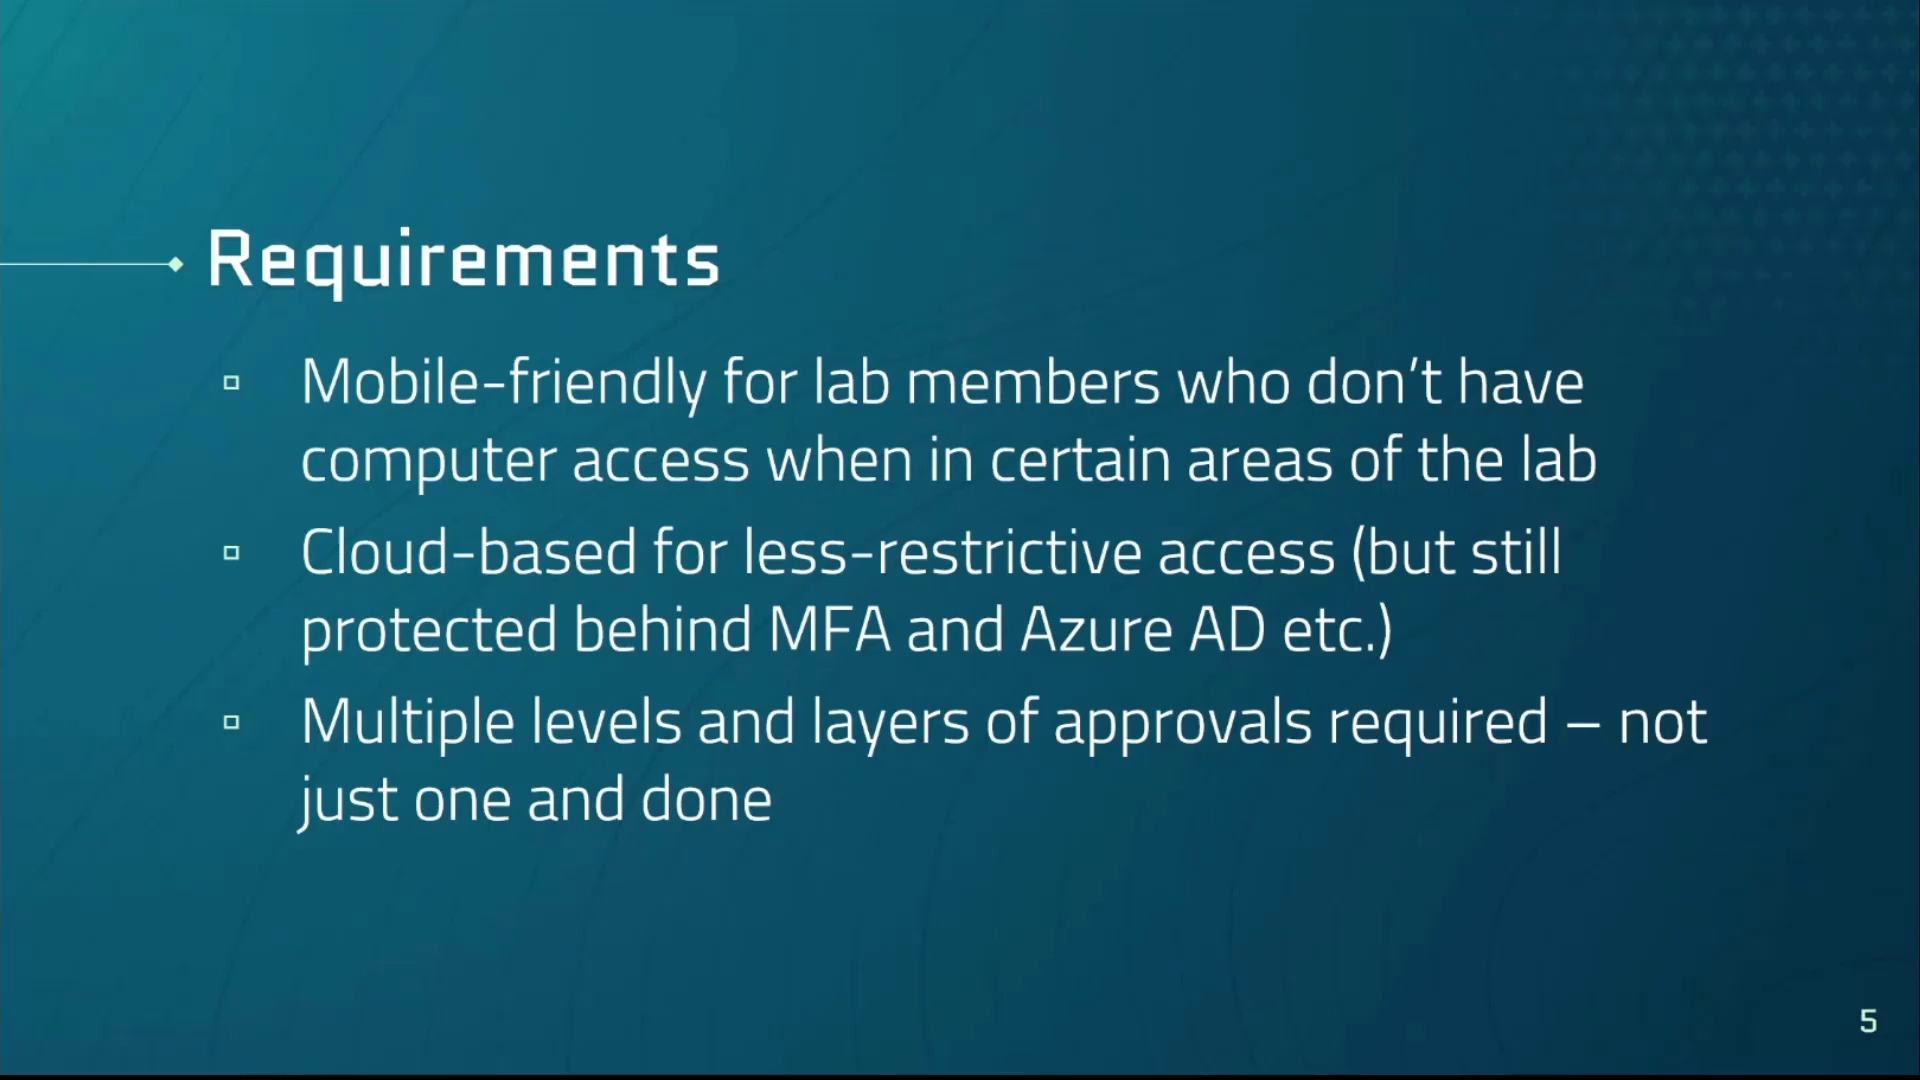 Requirements
Mobile-friendly for lab members who don’t have
computer access when in certain areas of the lab
Cloud-based for less-restrictive access (but still
protected behind MFA and Azure AD etc.)
Multiple levels and layers of approvals required – not
just one and done
5